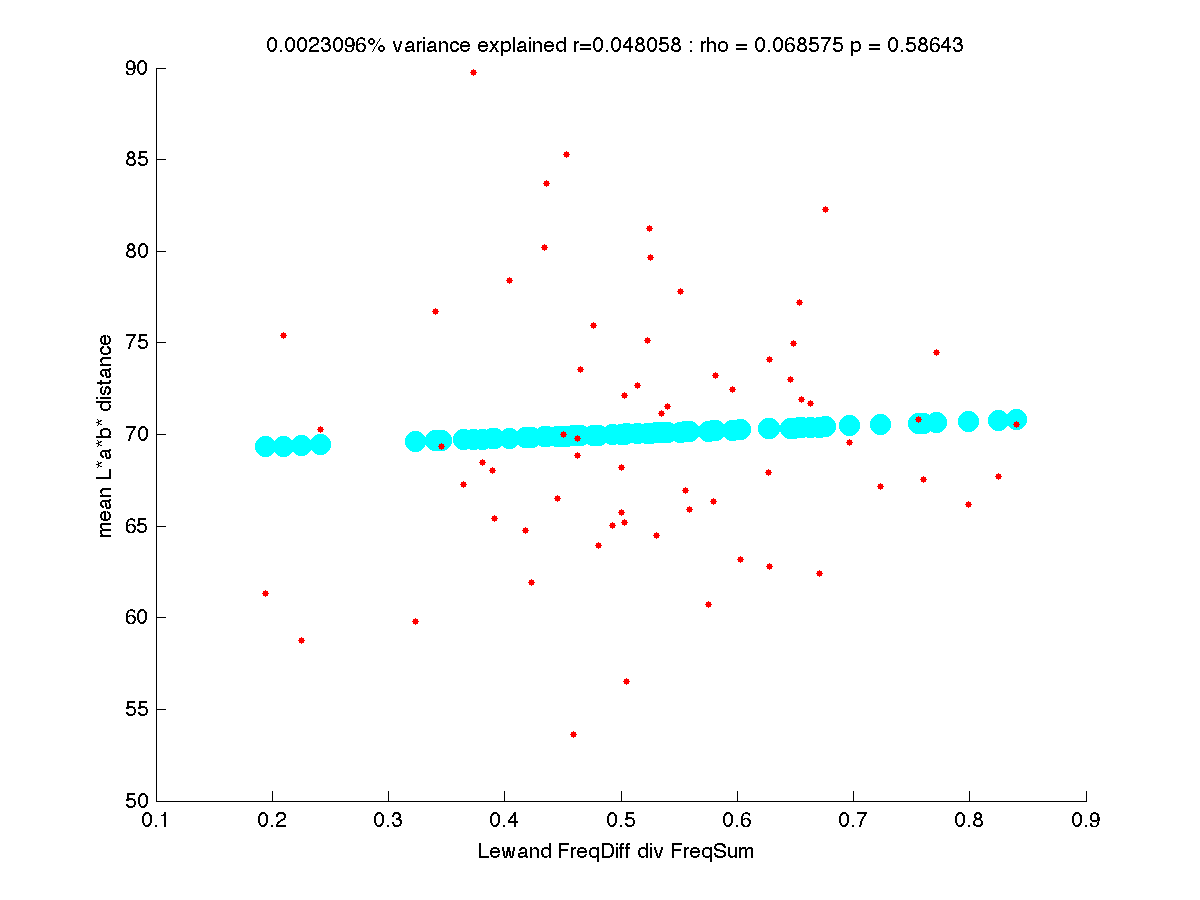 0.0023096% variance explained r=0.048058 : rho = 0.068575 p = 0.58643
90
85
80
75
70
65
60
55
50
mean L*a*b* distance
0.1 0.2 0.3 0.4 0.5 0.6 0.7 0.8 0.9
Lewand FreqDiff div FreqSum